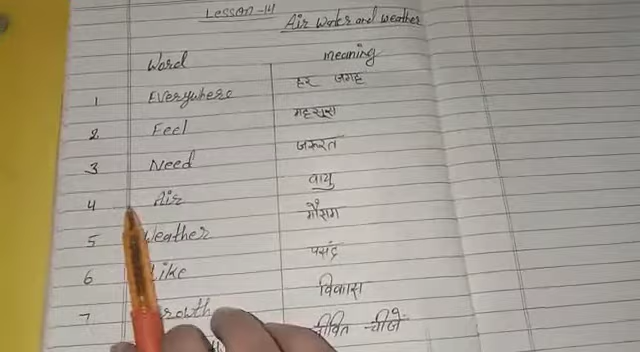 Lesson-14
Air Water and weather
Word meaning
1 Everywhere हर जगह
2 Feel महसूस
3 Need जरूरत
4 Air वायु
5 Weather मौसम
6 Like पसंद
7 Growth विकास
चीजें